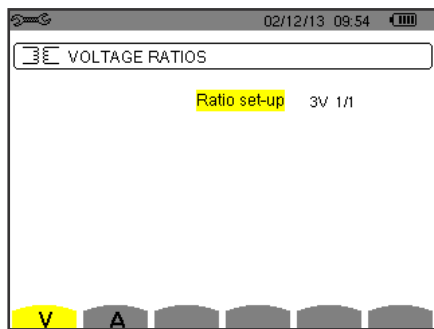 02/12/13 09:54
VOLTAGE RATIOS
Ratio set-up 3V 1/1
V A